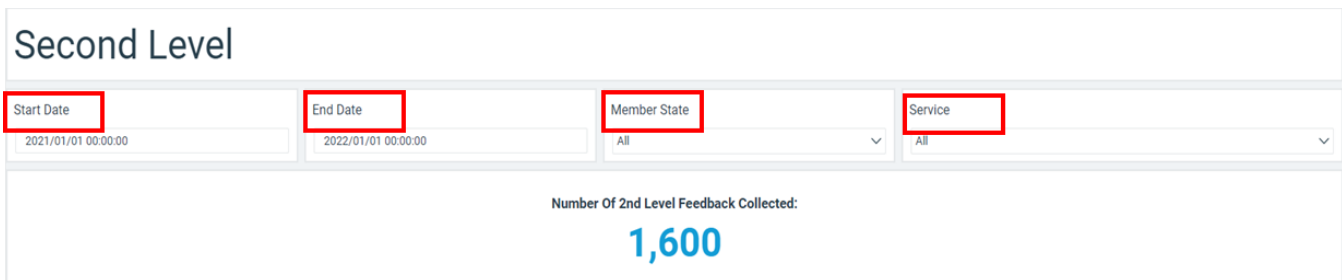 Second Level
Start Date
End Date
Member State
Service
2021/01/01 00:00:00
2022/01/01 00:00:00
All
All
Number Of 2nd Level Feedback Collected:
1,600